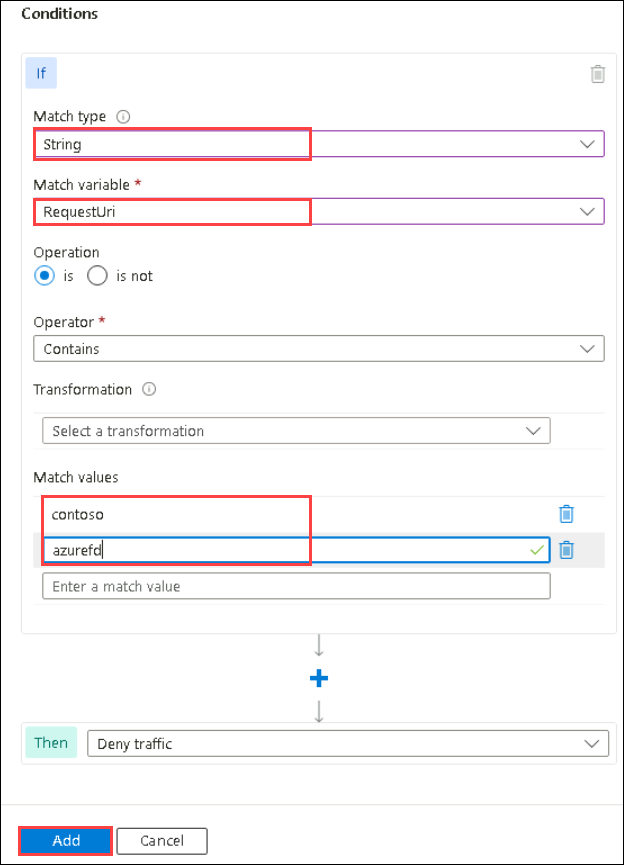 Conditions
If
Match type
String
Match variable *
RequestUri
Operation
is is not
Operator *
Contains
Transformation
Select a transformation
Match values
contoso
azurefd
Enter a match value
Then Deny traffic
Add Cancel